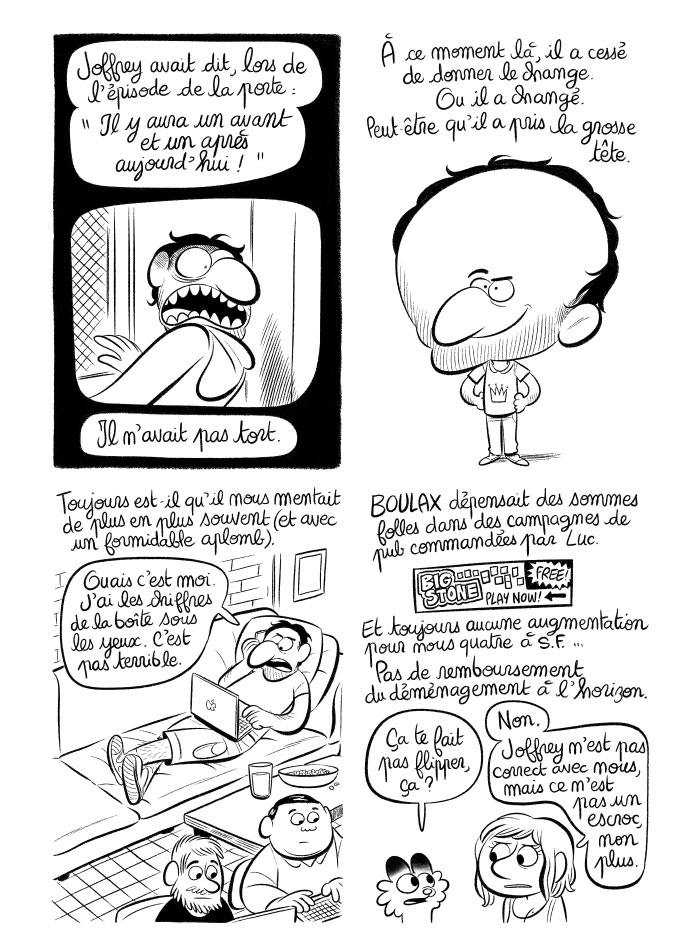 Joffrey avait dit, lors de
l'épisode de la porte :
" Il y aura un avant
et un après
aujourd'hui ! "
Il n'avait pas tort.
À ce moment là, il a cessé
de donner le change.
Ou il a changé.
Peut-être qu'il a pris la grosse
tête.
Toujours est-il qu'il nous mentait
de plus en plus souvent (et avec
un formidable aplomb).
Ouais c'est moi.
J'ai les chiffres
de la boîte sous
les yeux. C'est
pas terrible.
BOULAX dépensait des sommes
folles dans des campagnes de
pub commandées par Luc.
BIG
STONE
FREE!
PLAY NOW!
Et toujours aucune augmentation
pour nous quatre à S.F. ...
Pas de remboursement
du déménagement à l'horizon.
Ça te fait
pas flipper,
ça ?
Non.
Joffrey n'est pas
correct avec nous,
mais ce n'est
pas un
escroc,
non
plus.